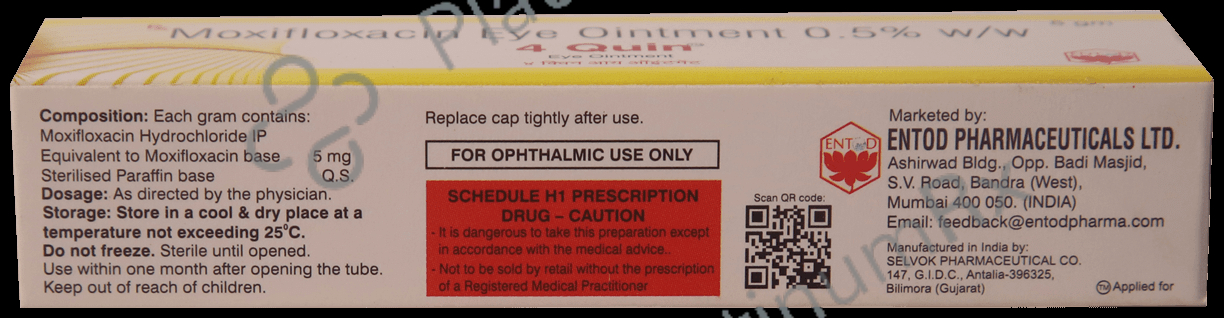 Rx Moxifloxacin Eye Ointment 0.5% w/w 5 gm
4 Quin®
Eye Ointment
ENTOD
Composition: Each gram contains:
Moxifloxacin Hydrochloride IP
Equivalent to Moxifloxacin base 5 mg
Sterilised Paraffin base Q.S.
Dosage: As directed by the physician.
Storage: Store in a cool & dry place at a
temperature not exceeding 25⁰C.
Do not freeze. Sterile until opened.
Use within one month after opening the tube.
Keep out of reach of children.
Replace cap tightly after use.
FOR OPHTHALMIC USE ONLY
SCHEDULE H1 PRESCRIPTION
DRUG – CAUTION
- It is dangerous to take this preparation except
in accordance with the medical advice..
- Not to be sold by retail without the prescription
of a Registered Medical Practitioner
Scan QR code:
ENTOD
Marketed by:
ENTOD PHARMACEUTICALS LTD.
Ashirwad Bldg., Opp. Badi Masjid,
S.V. Road, Bandra (West),
Mumbai 400 050. (INDIA)
Email: feedback@entodpharma.com
Manufactured in India by:
SELVOK PHARMACEUTICAL CO.
147, G.I.D.C., Antalia-396325,
Bilimora (Gujarat)
TM Applied for